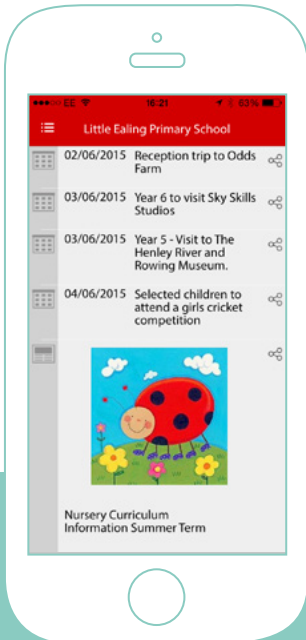 EE 16:21 63%
Little Ealing Primary School
02/06/2015 Reception trip to Odds
Farm
03/06/2015 Year 6 to visit Sky Skills
Studios
03/06/2015 Year 5 - Visit to The
Henley River and
Rowing Museum.
04/06/2015 Selected children to
attend a girls cricket
competition
Nursery Curriculum
Information Summer Term